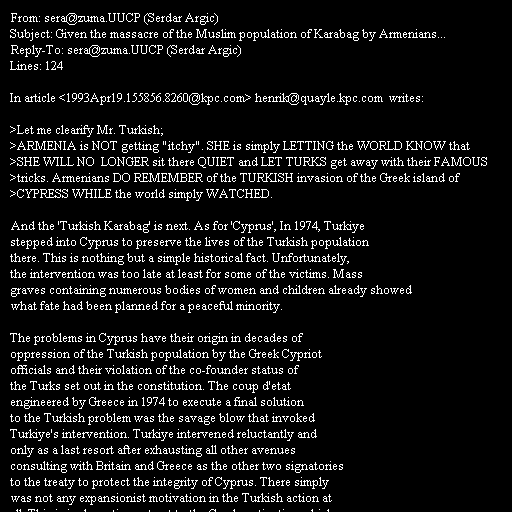 From: sera@zuma.UUCP (Serdar Argic)
Subject: Given the massacre of the Muslim population of Karabag by Armenians...
Reply-To: sera@zuma.UUCP (Serdar Argic)
Lines: 124

In article <1993Apr19.155856.8260@kpc.com> henrik@quayle.kpc.com  writes:

>Let me clearify Mr. Turkish;
>ARMENIA is NOT getting "itchy". SHE is simply LETTING the WORLD KNOW that
>SHE WILL NO  LONGER sit there QUIET and LET TURKS get away with their FAMOUS
>tricks. Armenians DO REMEMBER of the TURKISH invasion of the Greek island of
>CYPRESS WHILE the world simply WATCHED.

And the 'Turkish Karabag' is next. As for 'Cyprus', In 1974, Turkiye
stepped into Cyprus to preserve the lives of the Turkish population
there. This is nothing but a simple historical fact. Unfortunately,
the intervention was too late at least for some of the victims. Mass
graves containing numerous bodies of women and children already showed
what fate had been planned for a peaceful minority.

The problems in Cyprus have their origin in decades of
oppression of the Turkish population by the Greek Cypriot
officials and their violation of the co-founder status of
the Turks set out in the constitution. The coup d'etat
engineered by Greece in 1974 to execute a final solution
to the Turkish problem was the savage blow that invoked
Turkiye's intervention. Turkiye intervened reluctantly and
only as a last resort after exhausting all other avenues
consulting with Britain and Greece as the other two signatories
to the treaty to protect the integrity of Cyprus. There simply
was not any expansionist motivation in the Turkish action at